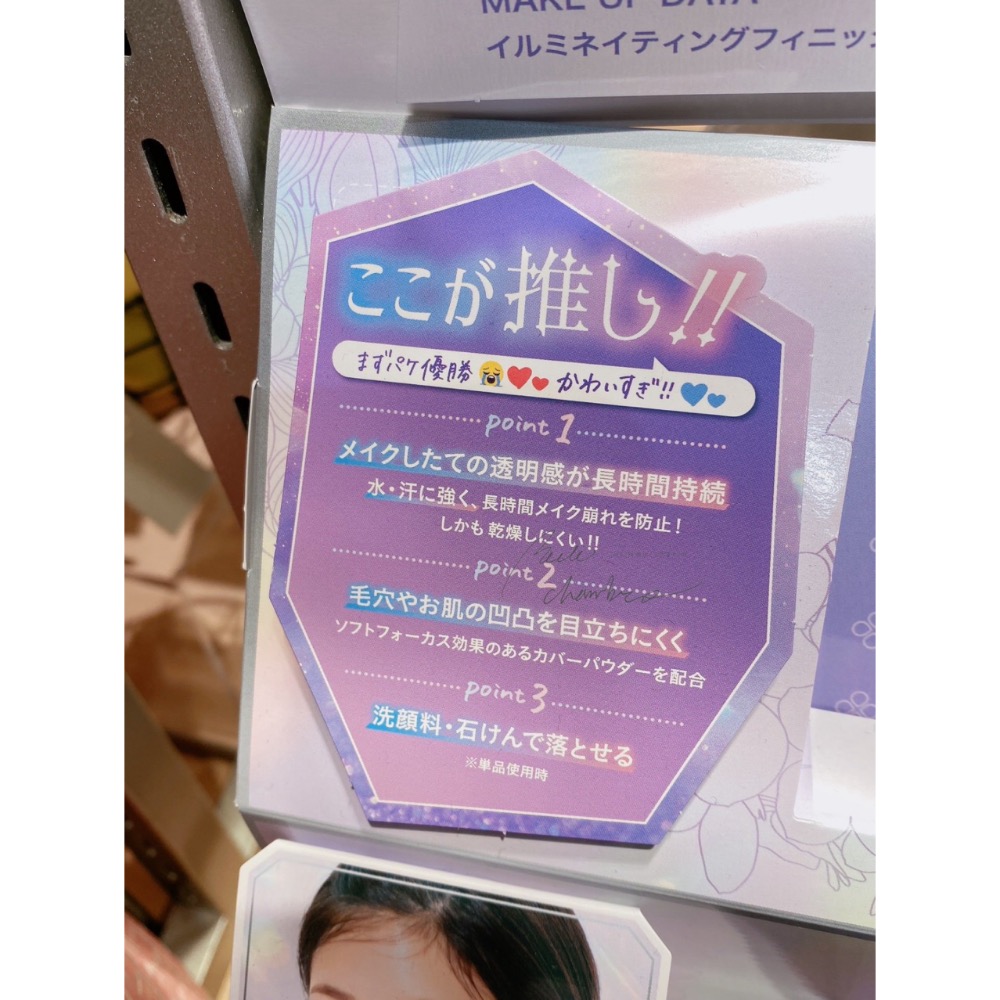 MAKE UP DATA
イルミネイティングフィニッ
ここが推し!!
まずパケ優勝😭❤️❤️かわいすぎ!!💙💙
point 1
メイクしたての透明感が長時間持続
水・汗に強く、長時間メイク崩れを防止！
しかも 乾燥しにくい!!
point 2
毛穴やお肌の凹凸を目立ちにくく
ソフトフォーカス効果のあるカバーパウダーを配合
point 3
洗顔料・石けんで落とせる
※単品使用時